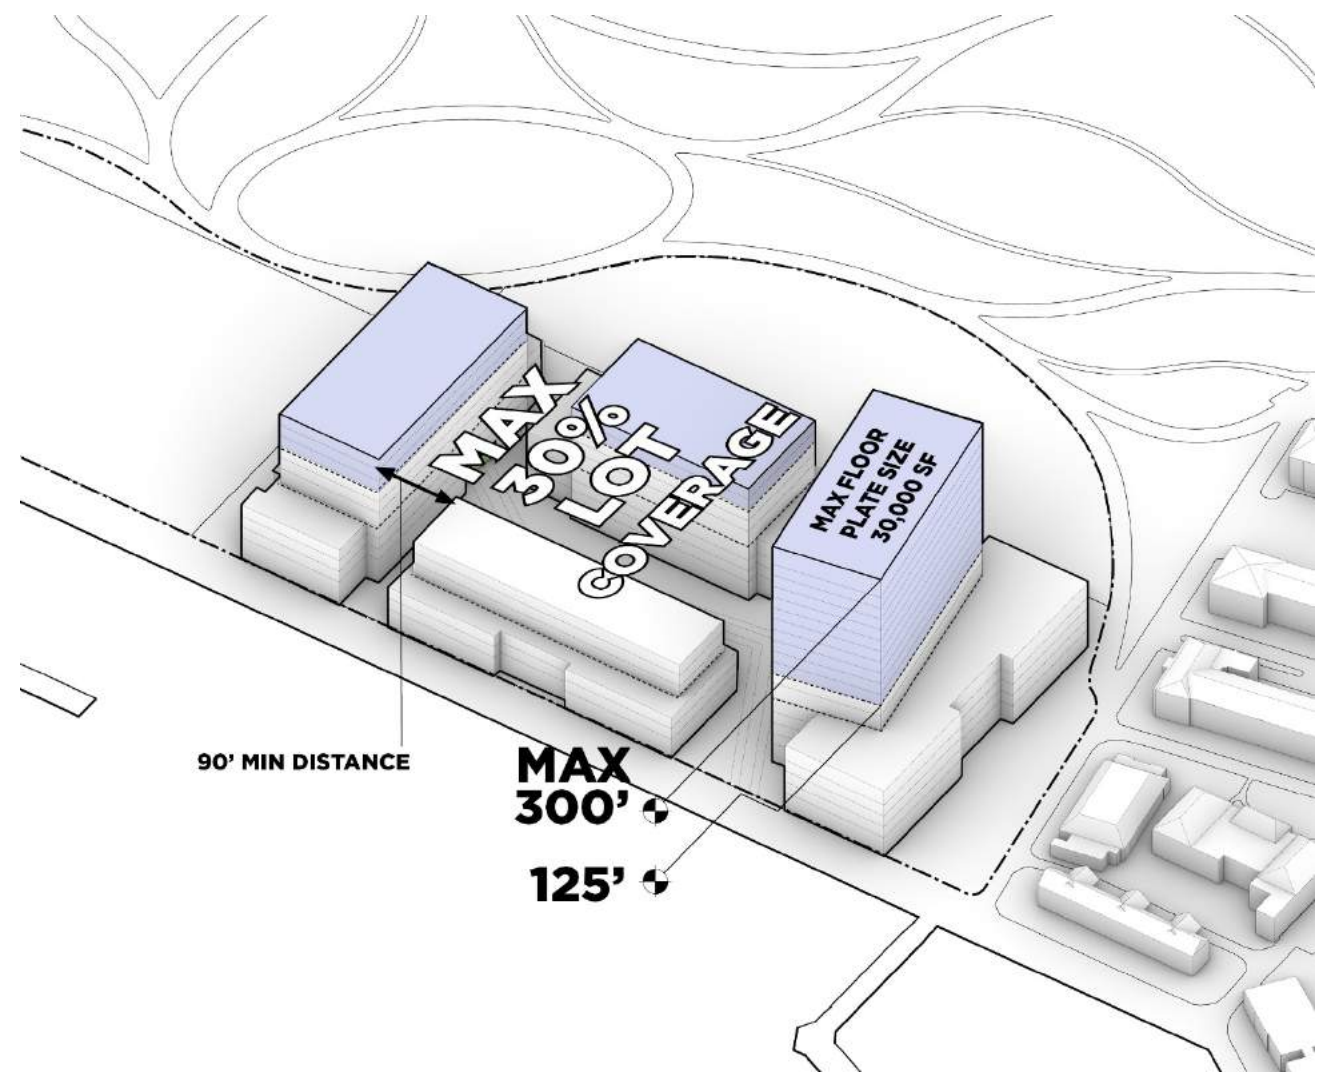 MAX
30%
LOT
COVERAGE
MAX FLOOR
PLATE SIZE
30,000 SF
90’ MIN DISTANCE
MAX
300’
125’